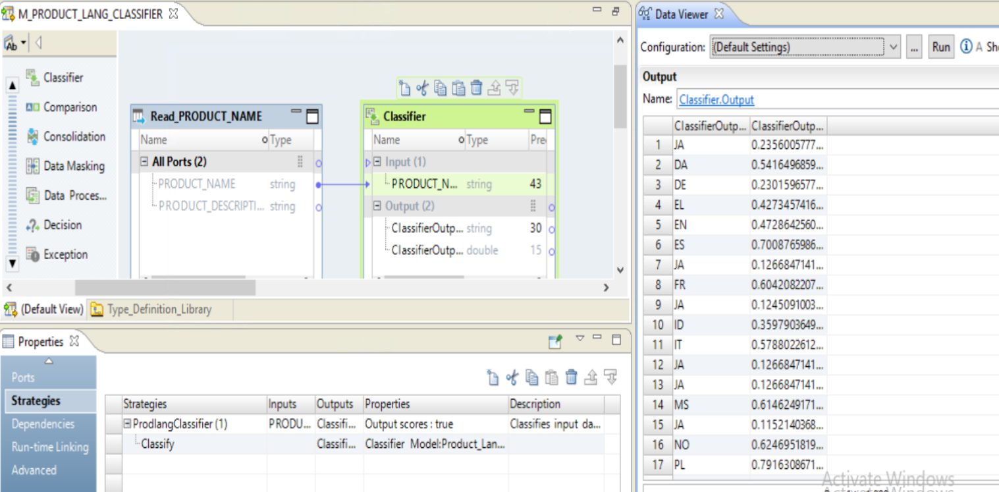 M_PRODUCT_LANG_CLASSIFIER
Ab
Classifier
Comparison
Consolidation
Data Masking
Data Proces...
Decision
Exception
Read_PRODUCT_NAME
Name Type
All Ports (2)
PRODUCT_NAME string
PRODUCT_DESCRIPTI... string
Classifier
Name Type Pre
Input (1)
PRODUCT_N... string 43
Output (2)
ClassifierOutp... string 30
ClassifierOutp... double 15
(Default View) Type_Definition_Library
Properties
Ports
Strategies
Dependencies
Run-time Linking
Advanced
Strategies Inputs Outputs Properties Description
ProdlangClassifier (1) PRODU... Classifi... Output scores : true Classifies input da...
Classify Classifi... Classifier Model:Product_Lan...
Data Viewer
Configuration: (Default Settings) ... Run A Sh
Output
Name: Classifier.Output
ClassifierOutp... ClassifierOutp...
1 JA 0.2356005777...
2 DA 0.5416496859...
3 DE 0.2301596577...
4 EL 0.4273457416...
5 EN 0.4728642560...
6 ES 0.7008765986...
7 JA 0.1266847141...
8 FR 0.6042082207...
9 JA 0.1245091003...
10 ID 0.3597903649...
11 IT 0.5788022612...
12 JA 0.1266847141...
13 JA 0.1266847141...
14 MS 0.6146249171...
15 JA 0.1152140368...
16 NO 0.6246951819...
17 PL 0.7916308671...
Activate Windows